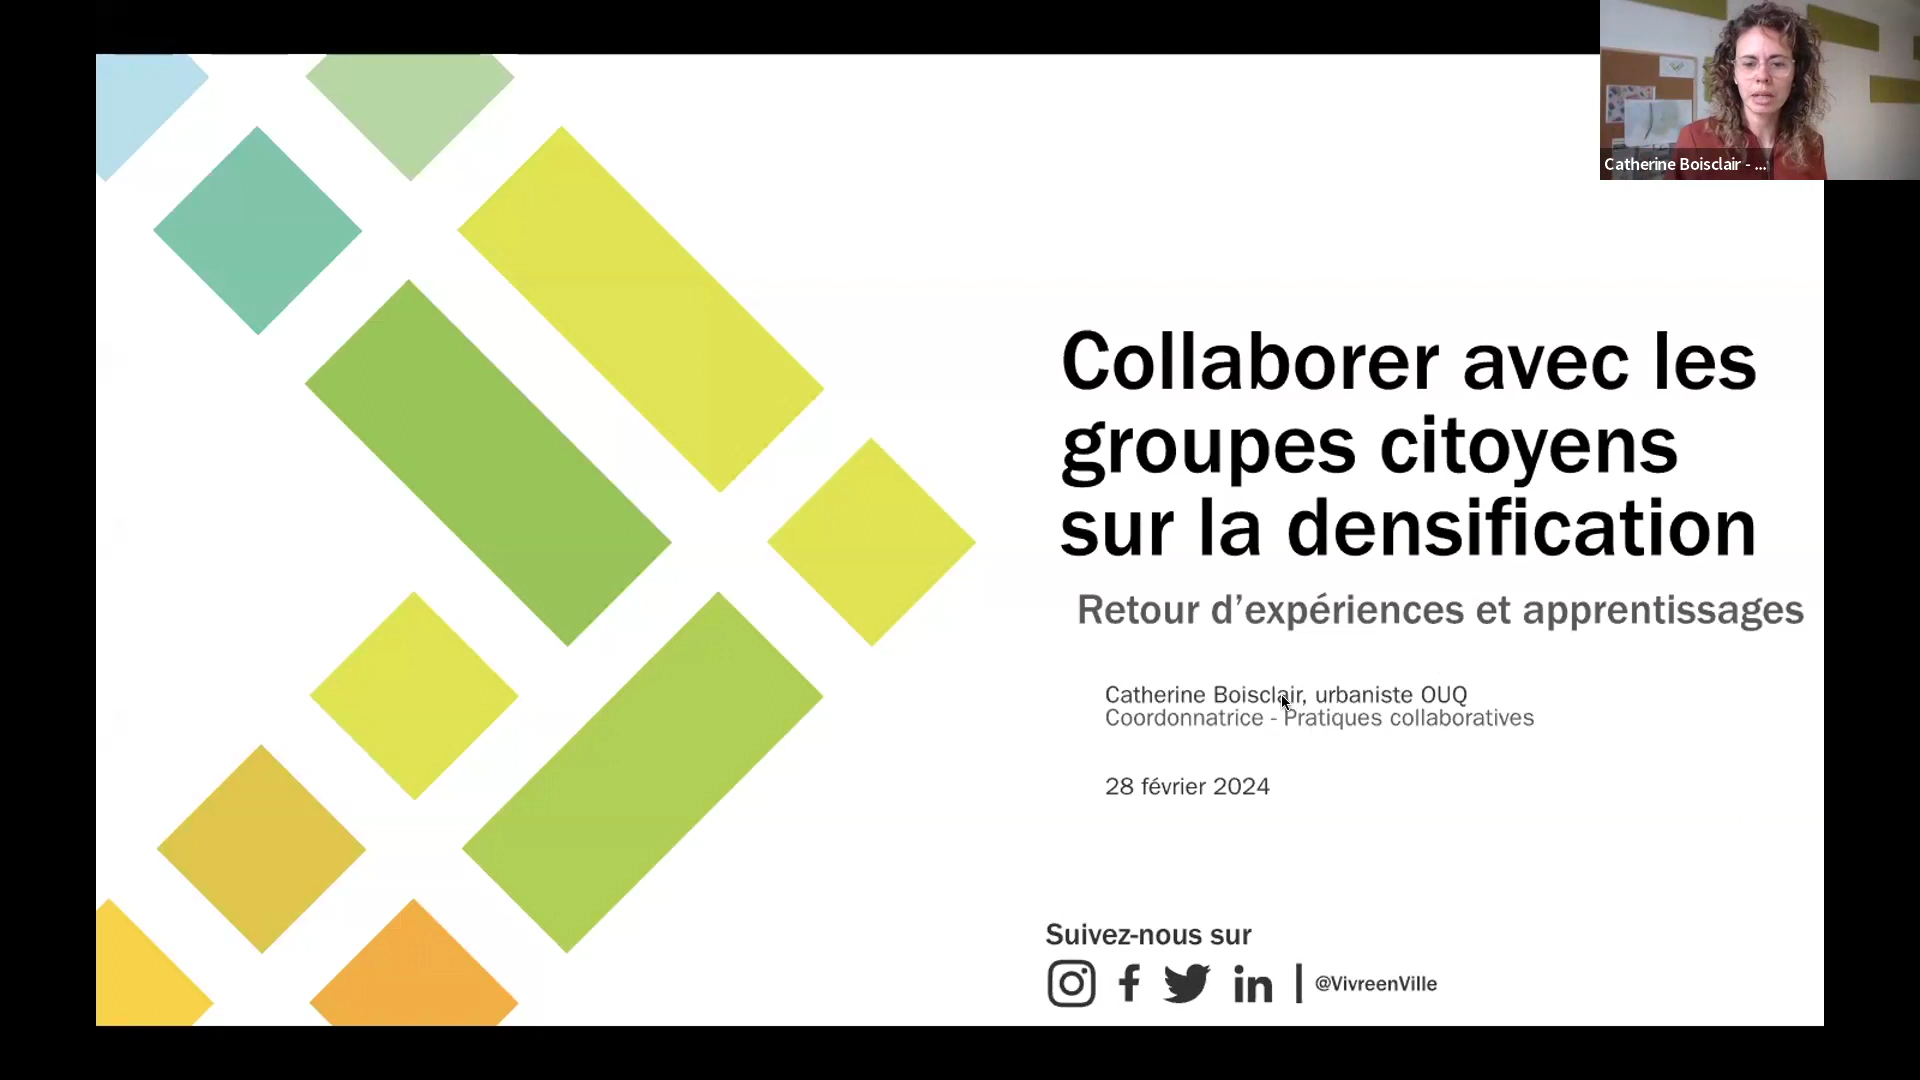 Catherine Boisclair - ...
Collaborer avec les
groupes citoyens
sur la densification
Retour d’expériences et apprentissages
Catherine Boisclair, urbaniste OUQ
Coordonnatrice - Pratiques collaboratives
28 février 2024
Suivez-nous sur
@VivreenVille